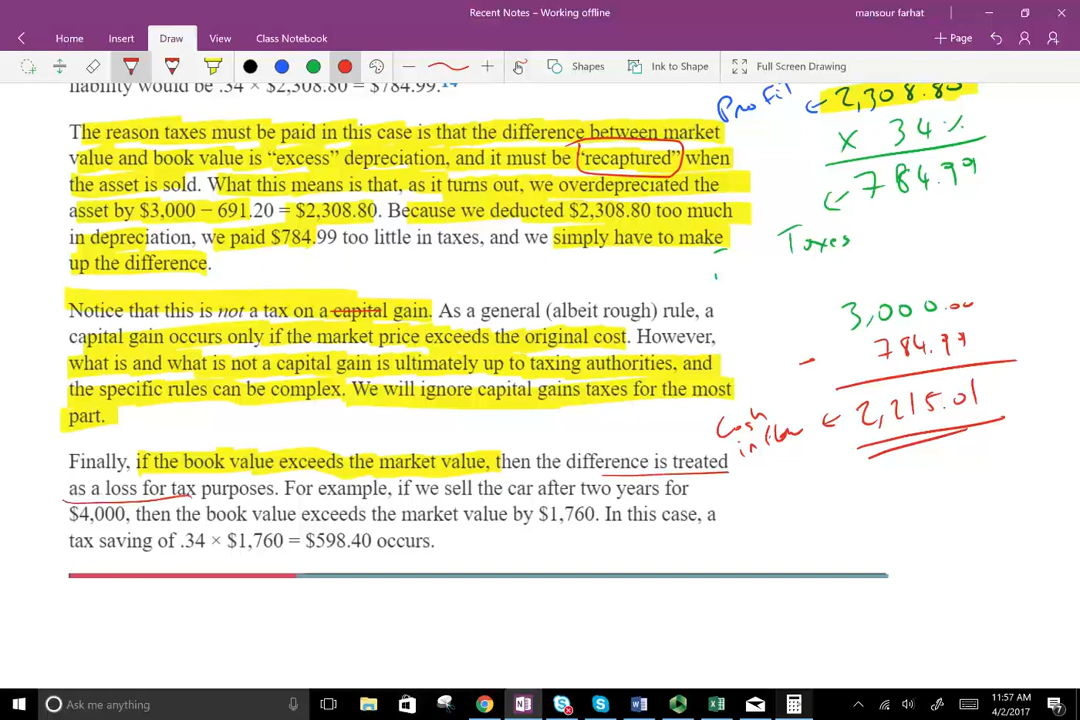 Recent Notes – Working offline
mansour farhat
Home
Insert
Draw
View
Class Notebook
Page
Shapes
Ink to Shape
Full Screen Drawing
liability would be .34 × $2,308.80 = $784.99.14
The reason taxes must be paid in this case is that the difference between market
value and book value is “excess” depreciation, and it must be “recaptured” when
the asset is sold. What this means is that, as it turns out, we overdepreciated the
asset by $3,000 − 691.20 = $2,308.80. Because we deducted $2,308.80 too much
in depreciation, we paid $784.99 too little in taxes, and we simply have to make
up the difference.
Notice that this is not a tax on a capital gain. As a general (albeit rough) rule, a
capital gain occurs only if the market price exceeds the original cost. However,
what is and what is not a capital gain is ultimately up to taxing authorities, and
the specific rules can be complex. We will ignore capital gains taxes for the most
part.
Finally, if the book value exceeds the market value, then the difference is treated
as a loss for tax purposes. For example, if we sell the car after two years for
$4,000, then the book value exceeds the market value by $1,760. In this case, a
tax saving of .34 × $1,760 = $598.40 occurs.
Profit ← 2,308.80
× 34%
← 784.99
Taxes
3,000.00
- 784.99
Cash
inflow ← 2,215.01
Ask me anything
11:57 AM
4/2/2017